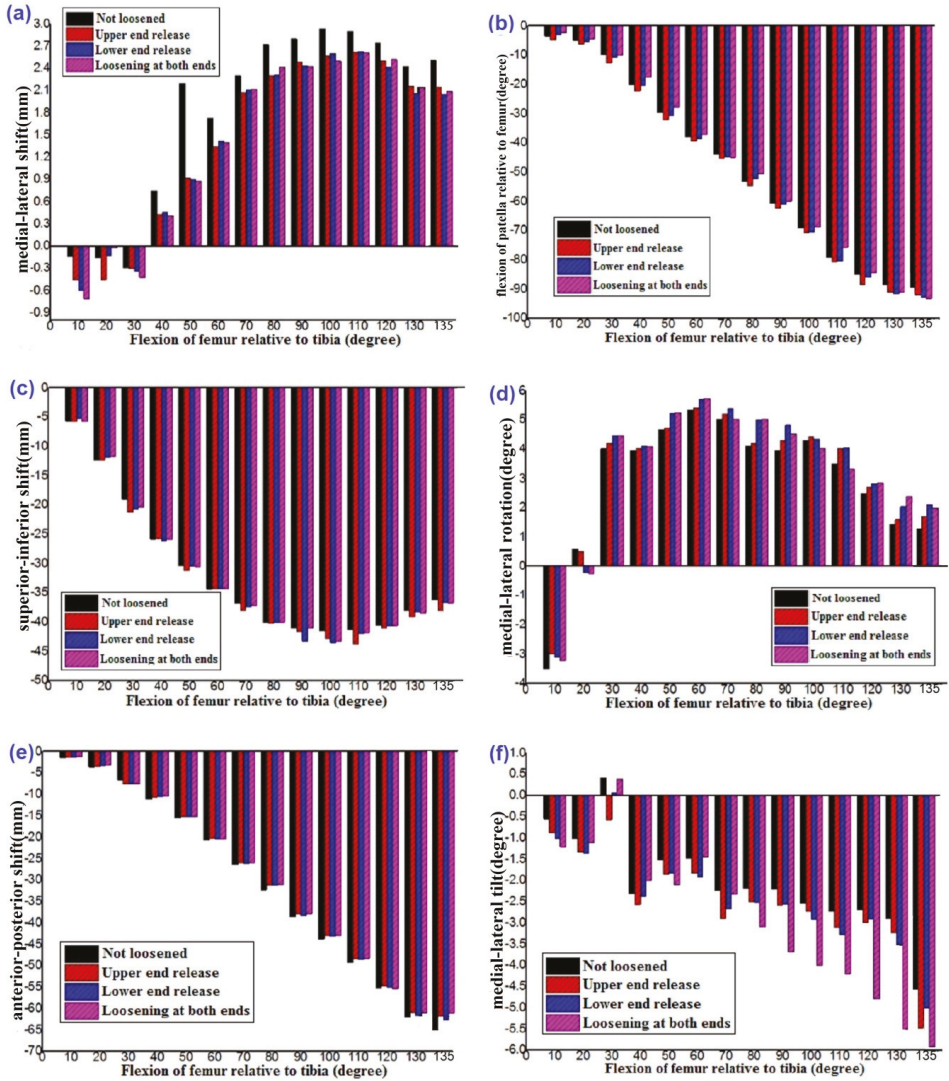 (a)
Not loosened
Upper end release
Lower end release
Loosening at both ends
medial-lateral shift(mm)
3.0
2.7
2.4
2.1
1.8
1.5
1.2
0.9
0.6
0.3
0.0
-0.3
-0.6
-0.9
0 10 20 30 40 50 60 70 80 90 100 110 120 130 135
Flexion of femur relative to tibia (degree)
(b)
Not loosened
Upper end release
Lower end release
Loosening at both ends
flexion of patella relative to femur(degree)
0
-10
-20
-30
-40
-50
-60
-70
-80
-90
-100
0 10 20 30 40 50 60 70 80 90 100 110 120 130 135
Flexion of femur relative to tibia (degree)
(c)
Not loosened
Upper end release
Lower end release
Loosening at both ends
superior-inferior shift(mm)
0
-5
-10
-15
-20
-25
-30
-35
-40
-45
-50
10 20 30 40 50 60 70 80 90 100 110 120 130 135
Flexion of femur relative to tibia (degree)
(d)
Not loosened
Upper end release
Lower end release
Loosening at both ends
medial-lateral rotation(degree)
6
5
4
3
2
1
0
-1
-2
-3
-4
10 20 30 40 50 60 70 80 90 100 110 120 130 135
Flexion of femur relative to tibia (degree)
(e)
Not loosened
Upper end release
Lower end release
Loosening at both ends
anterior-posterior shift(mm)
0
-5
-10
-15
-20
-25
-30
-35
-40
-45
-50
-55
-60
-65
-70
10 20 30 40 50 60 70 80 90 100 110 120 130 135
Flexion of femur relative to tibia (degree)
(f)
Not loosened
Upper end release
Lower end release
Loosening at both ends
medial-lateral tilt(degree)
1.0
0.5
0.0
-0.5
-1.0
-1.5
-2.0
-2.5
-3.0
-3.5
-4.0
-4.5
-5.0
-5.5
-6.0
10 20 30 40 50 60 70 80 90 100 110 120 130 135
Flexion of femur relative to tibia (degree)